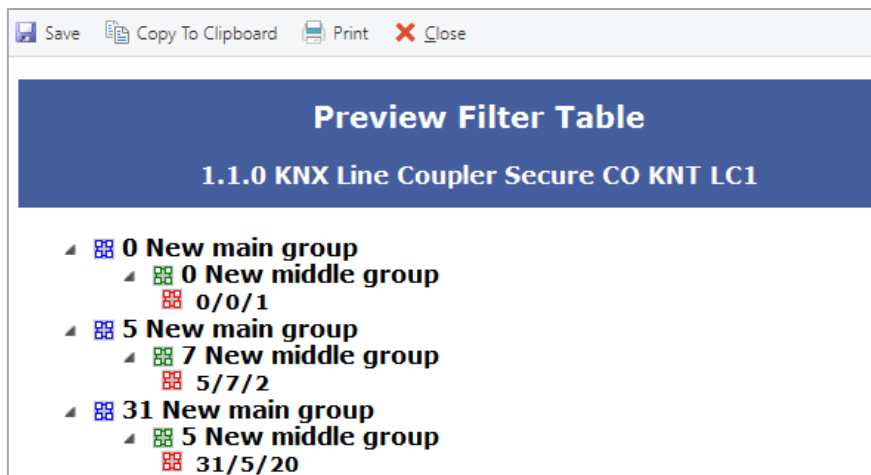 Save Copy To Clipboard Print Close
Preview Filter Table
1.1.0 KNX Line Coupler Secure CO KNT LC1
0 New main group
0 New middle group
0/0/1
5 New main group
7 New middle group
5/7/2
31 New main group
5 New middle group
31/5/20